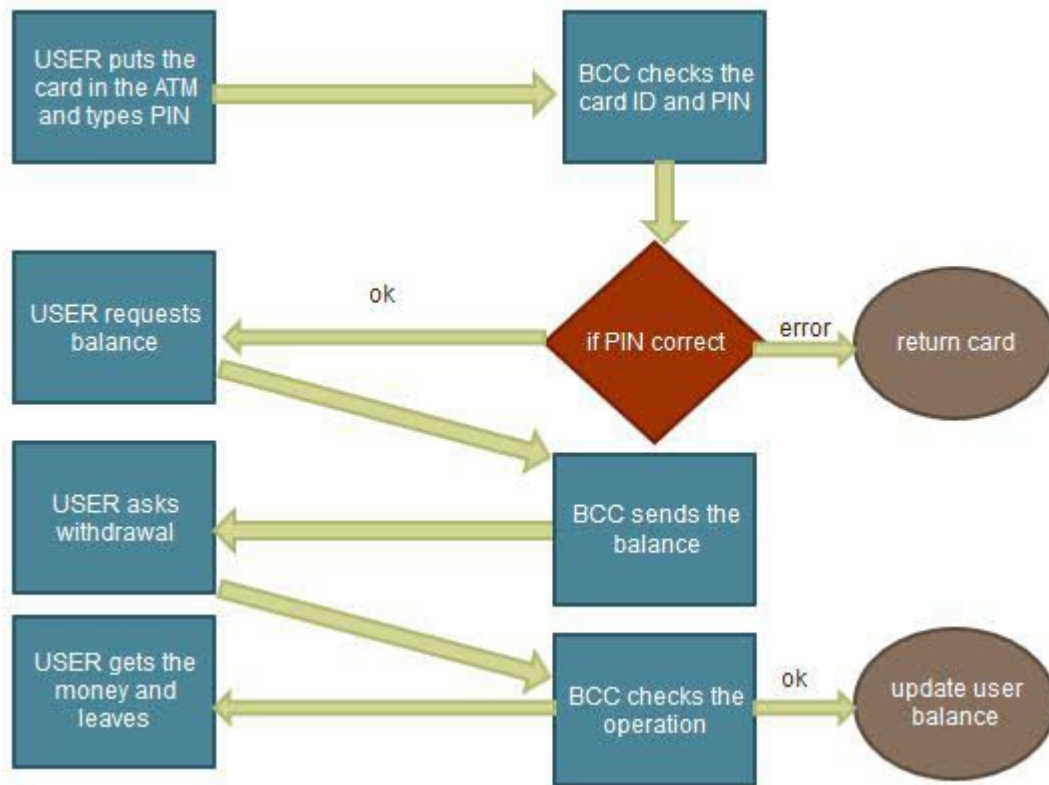 USER puts the
card in the ATM
and types PIN
BCC checks the
card ID and PIN
ok
USER requests
balance
if PIN correct
error
return card
USER asks
withdrawal
BCC sends the
balance
USER gets the
money and
leaves
BCC checks the
operation
ok
update user
balance